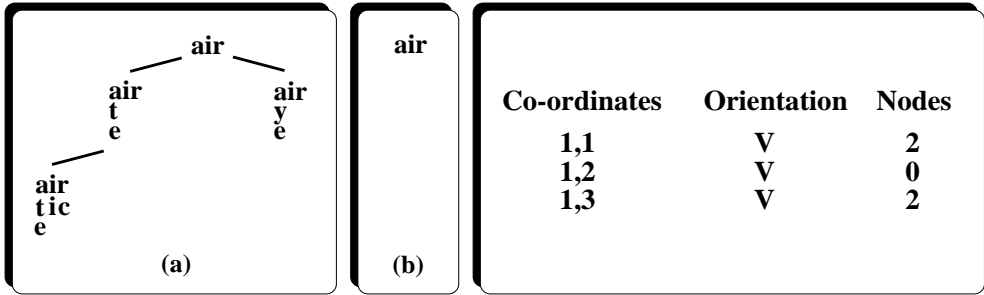 air
air
t
e
air
y
e
air
t ic
e
(a)
air
(b)
Co-ordinates Orientation Nodes
1,1 V 2
1,2 V 0
1,3 V 2